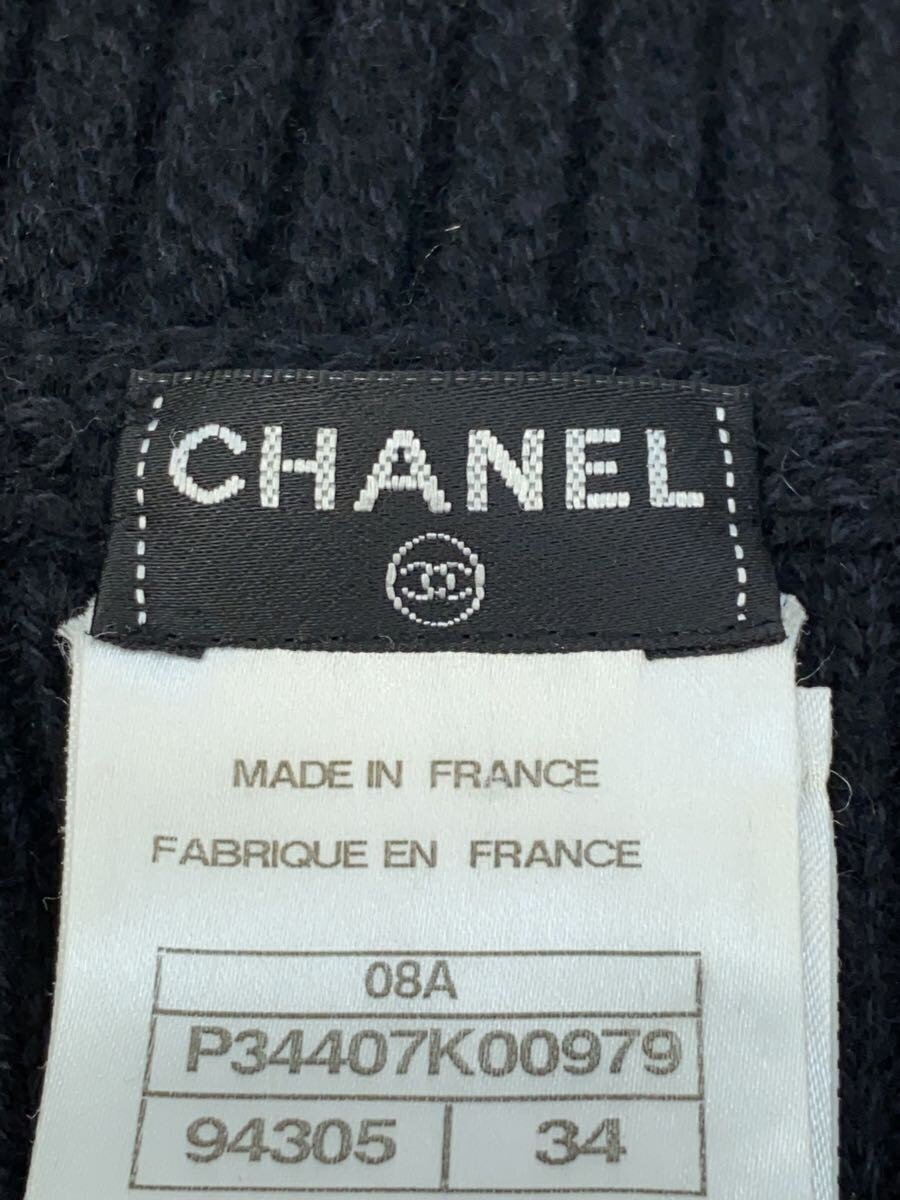 CHANEL
MADE IN FRANCE
FABRIQUE EN FRANCE
08A
P34407K00979
94305 34